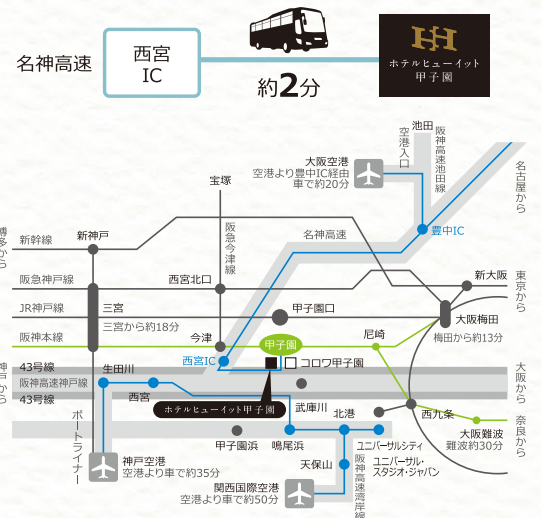 名神高速
西宮
IC
約2分
ホテルヒューイット
甲子園
池田
空港入口
阪神高速池田線
大阪空港
空港より豊中IC経由
車で約20分
名古屋から
宝塚
阪急今津線
名神高速
豊中IC
博多から
新幹線
新神戸
阪急神戸線
西宮北口
新大阪
東京から
JR神戸線
三宮
三宮から約18分
甲子園口
大阪梅田
梅田から約13分
阪神本線
今津
甲子園
尼崎
西宮IC
コロワ甲子園
神戸から
43号線
阪神高速神戸線
43号線
生田川
西宮
大阪から
ホテルヒューイット甲子園
武庫川
北港
西九条
ポートライナー
甲子園浜
鳴尾浜
ユニバーサルシティ
大阪難波
難波約30分
奈良から
神戸空港
空港より車で約35分
天保山
阪神高速湾岸線
ユニバーサル・
スタジオ・ジャパン
関西国際空港
空港より車で約50分